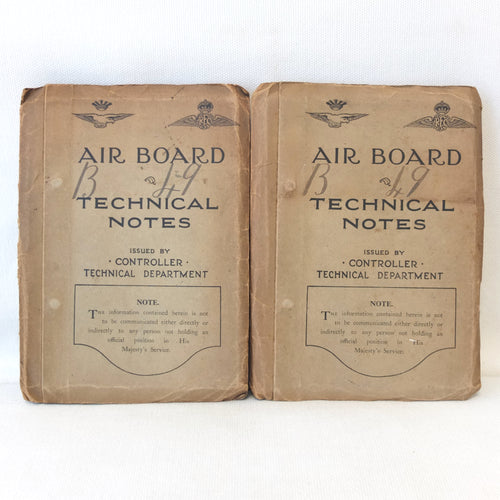 AIR BOARD
B 49
TECHNICAL
NOTES
ISSUED BY
· CONTROLLER ·
TECHNICAL DEPARTMENT
NOTE.
THE information contained herein is not
to be communicated either directly or
indirectly to any person not holding an
official position in His
Majesty's Service.
RFC
AIR BOARD
B 49
TECHNICAL
NOTES
ISSUED BY
· CONTROLLER ·
TECHNICAL DEPARTMENT
NOTE.
THE information contained herein is not
to be communicated either directly or
indirectly to any person not holding an
official position in His
Majesty's Service.